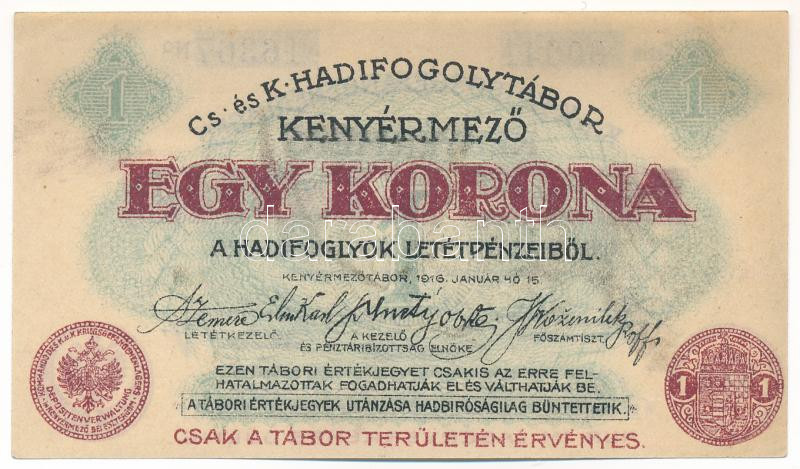 Cs. és K. HADIFOGOLYTÁBOR
KENYÉRMEZŐ
1
1
EGY KORONA
darabanth
A HADIFOGLYOK LETÉTPÉNZEIBŐL.
KENYÉRMEZŐTÁBOR, 1916. JANUÁR HÓ 15.
LETÉTKEZELŐ
A KEZELŐ
ÉS PÉNZTÁRIBIZOTTSÁG ELNÖKE
FŐSZÁMTISZT.
EZEN TÁBORI ÉRTÉKJEGYET CSAKIS AZ ERRE FEL-
HATALMAZOTTAK FOGADHATJÁK EL ÉS VÁLTHATJÁK BE.
A TÁBORI ÉRTÉKJEGYEK UTÁNZÁSA HADBIRÓSÁGILAG BÜNTETTETIK.
CSAK A TÁBOR TERÜLETÉN ÉRVÉNYES.
DEPOSITENVERWALTUNG
1
1